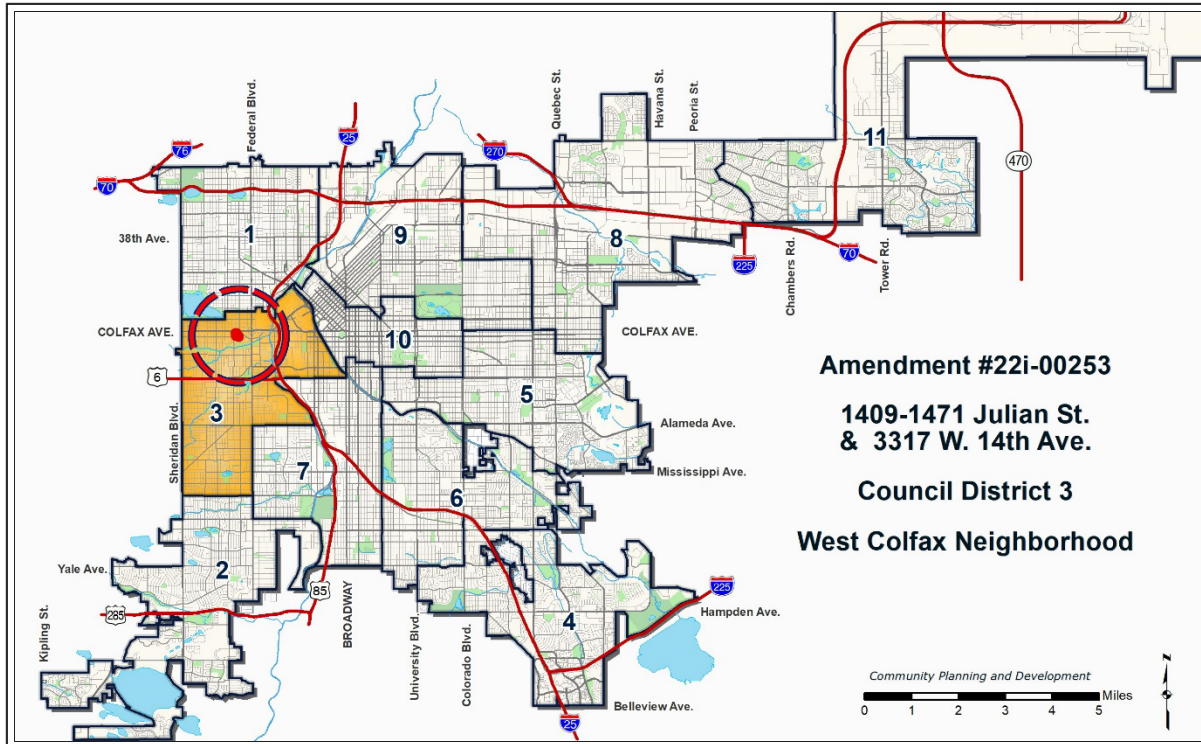 Federal Blvd.
Quebec St.
Havana St.
Peoria St.
25
76
270
11
70
470
38th Ave.
1
9
8
Chambers Rd.
Tower Rd.
225
70
COLFAX AVE.
COLFAX AVE.
10
6
Sheridan Blvd.
3
5
Alameda Ave.
7
Mississippi Ave.
6
Amendment #22i-00253
1409-1471 Julian St.
& 3317 W. 14th Ave.
Council District 3
West Colfax Neighborhood
Yale Ave.
2
85
BROADWAY
University Blvd.
Colorado Blvd.
4
225
Hampden Ave.
285
Kipling St.
25
Belleview Ave.
Community Planning and Development
Miles
0 1 2 3 4 5
N